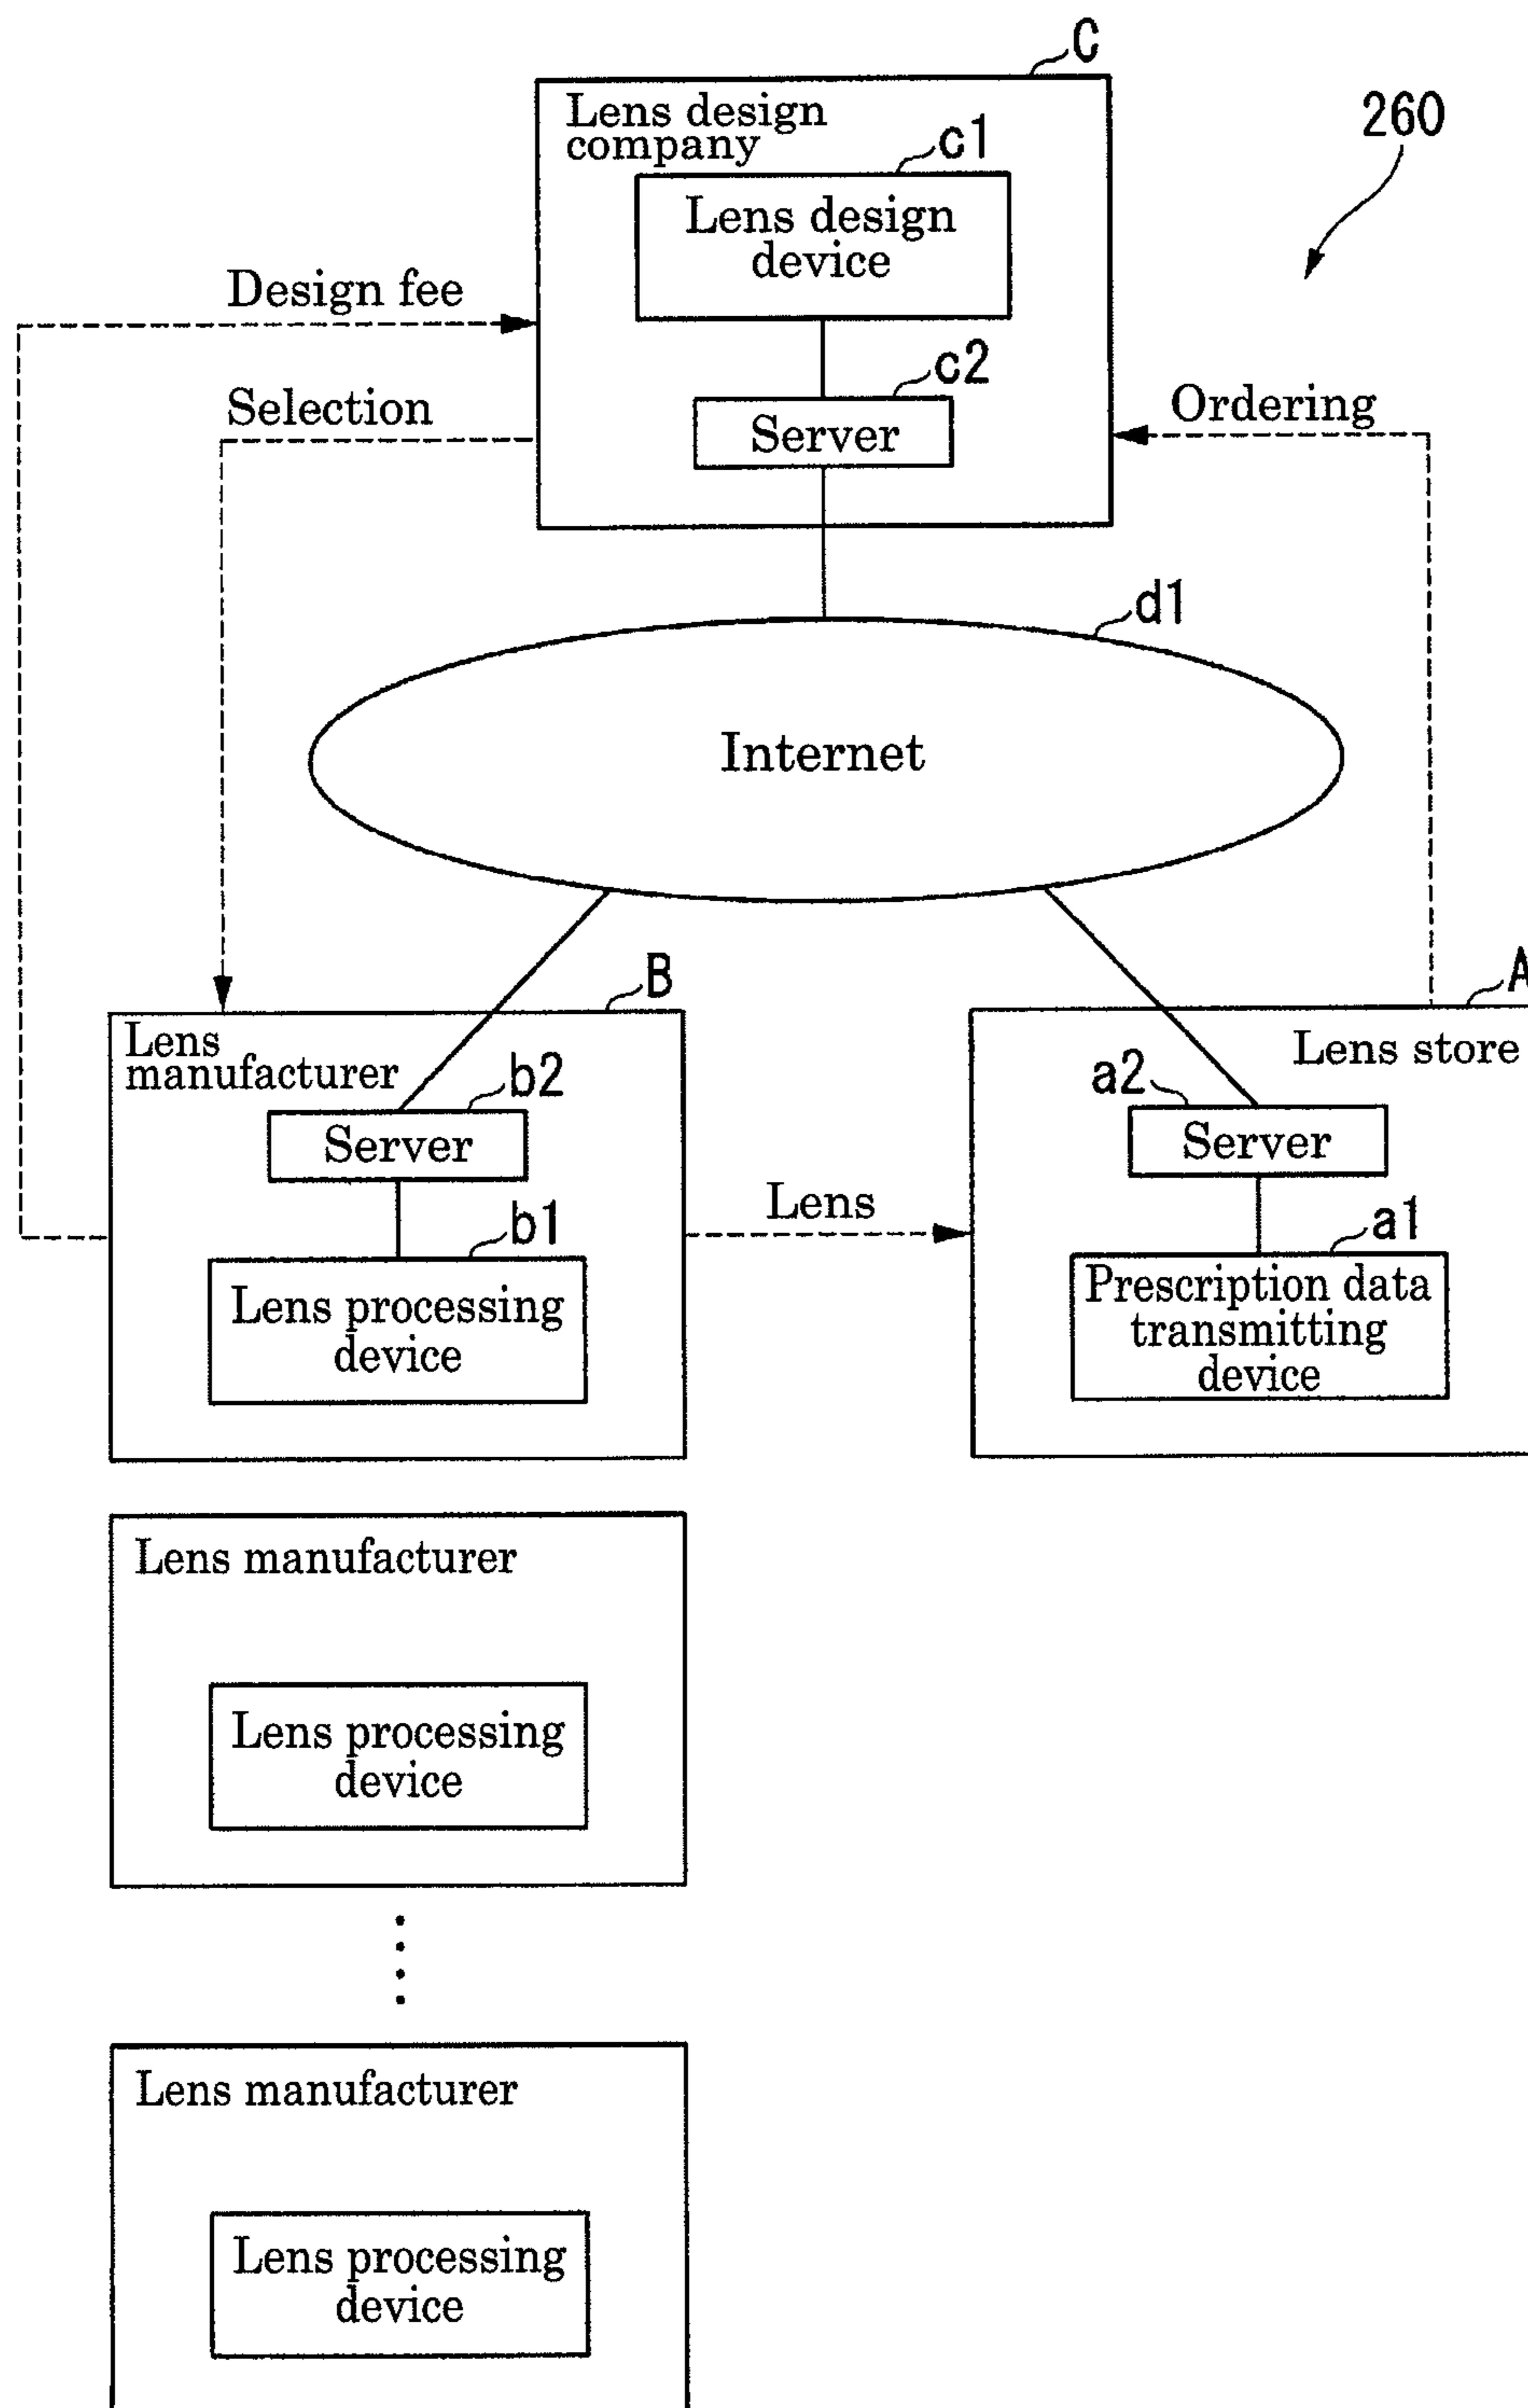 C
Lens design
company
260
c1
Lens design
device
Design fee
c2
Selection
Ordering
Server
d1
Internet
B
A
Lens
manufacturer
Lens store
b2
a2
Server
Server
Lens
b1
a1
Lens processing
device
Prescription data
transmitting
device
Lens manufacturer
Lens processing
device
Lens manufacturer
Lens processing
device